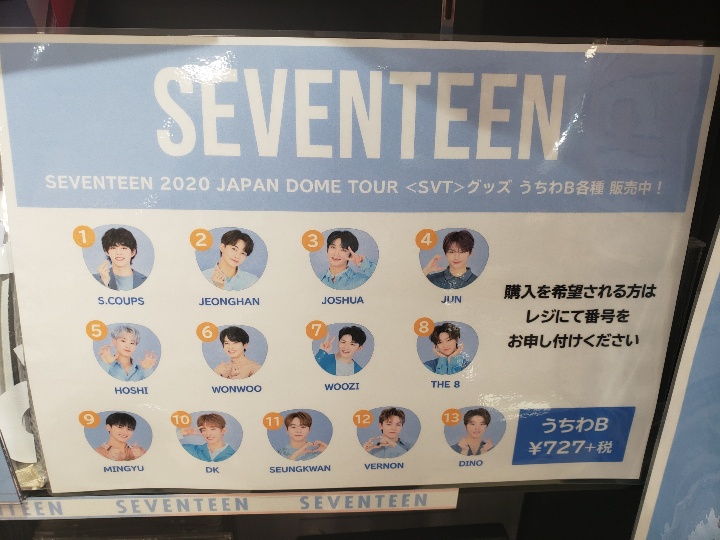 SEVENTEEN
SEVENTEEN 2020 JAPAN DOME TOUR <SVT>グッズ うちわB各種 販売中！
1
2
3
4
S.COUPS
JEONGHAN
JOSHUA
JUN
購入を希望される方は
レジにて番号を
お申し付けください
5
6
7
8
HOSHI
WONWOO
WOOZI
THE 8
9
10
11
12
13
MINGYU
DK
SEUNGKWAN
VERNON
DINO
うちわB
¥727+税
TEEN SEVENTEEN SEVENTEEN